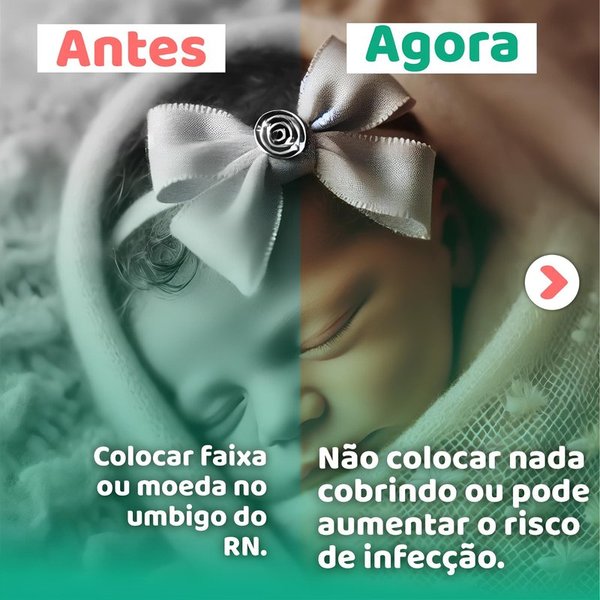 Antes
Agora
Colocar faixa
ou moeda no
umbigo do
RN.
Não colocar nada
cobrindo ou pode
aumentar o risco
de infecção.